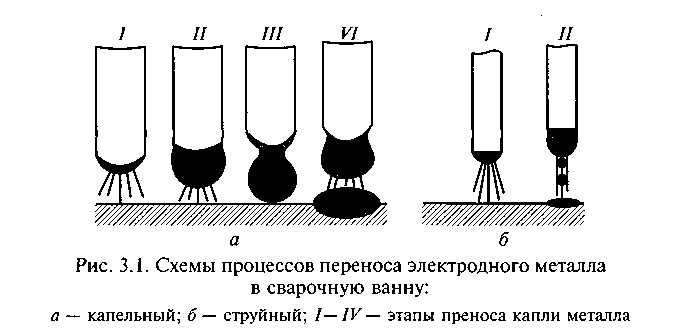 I II III VI I II
а б
Рис. 3.1. Схемы процессов переноса электродного металла
в сварочную ванну:
а — капельный; б — струйный; I—IV — этапы преноса капли металла